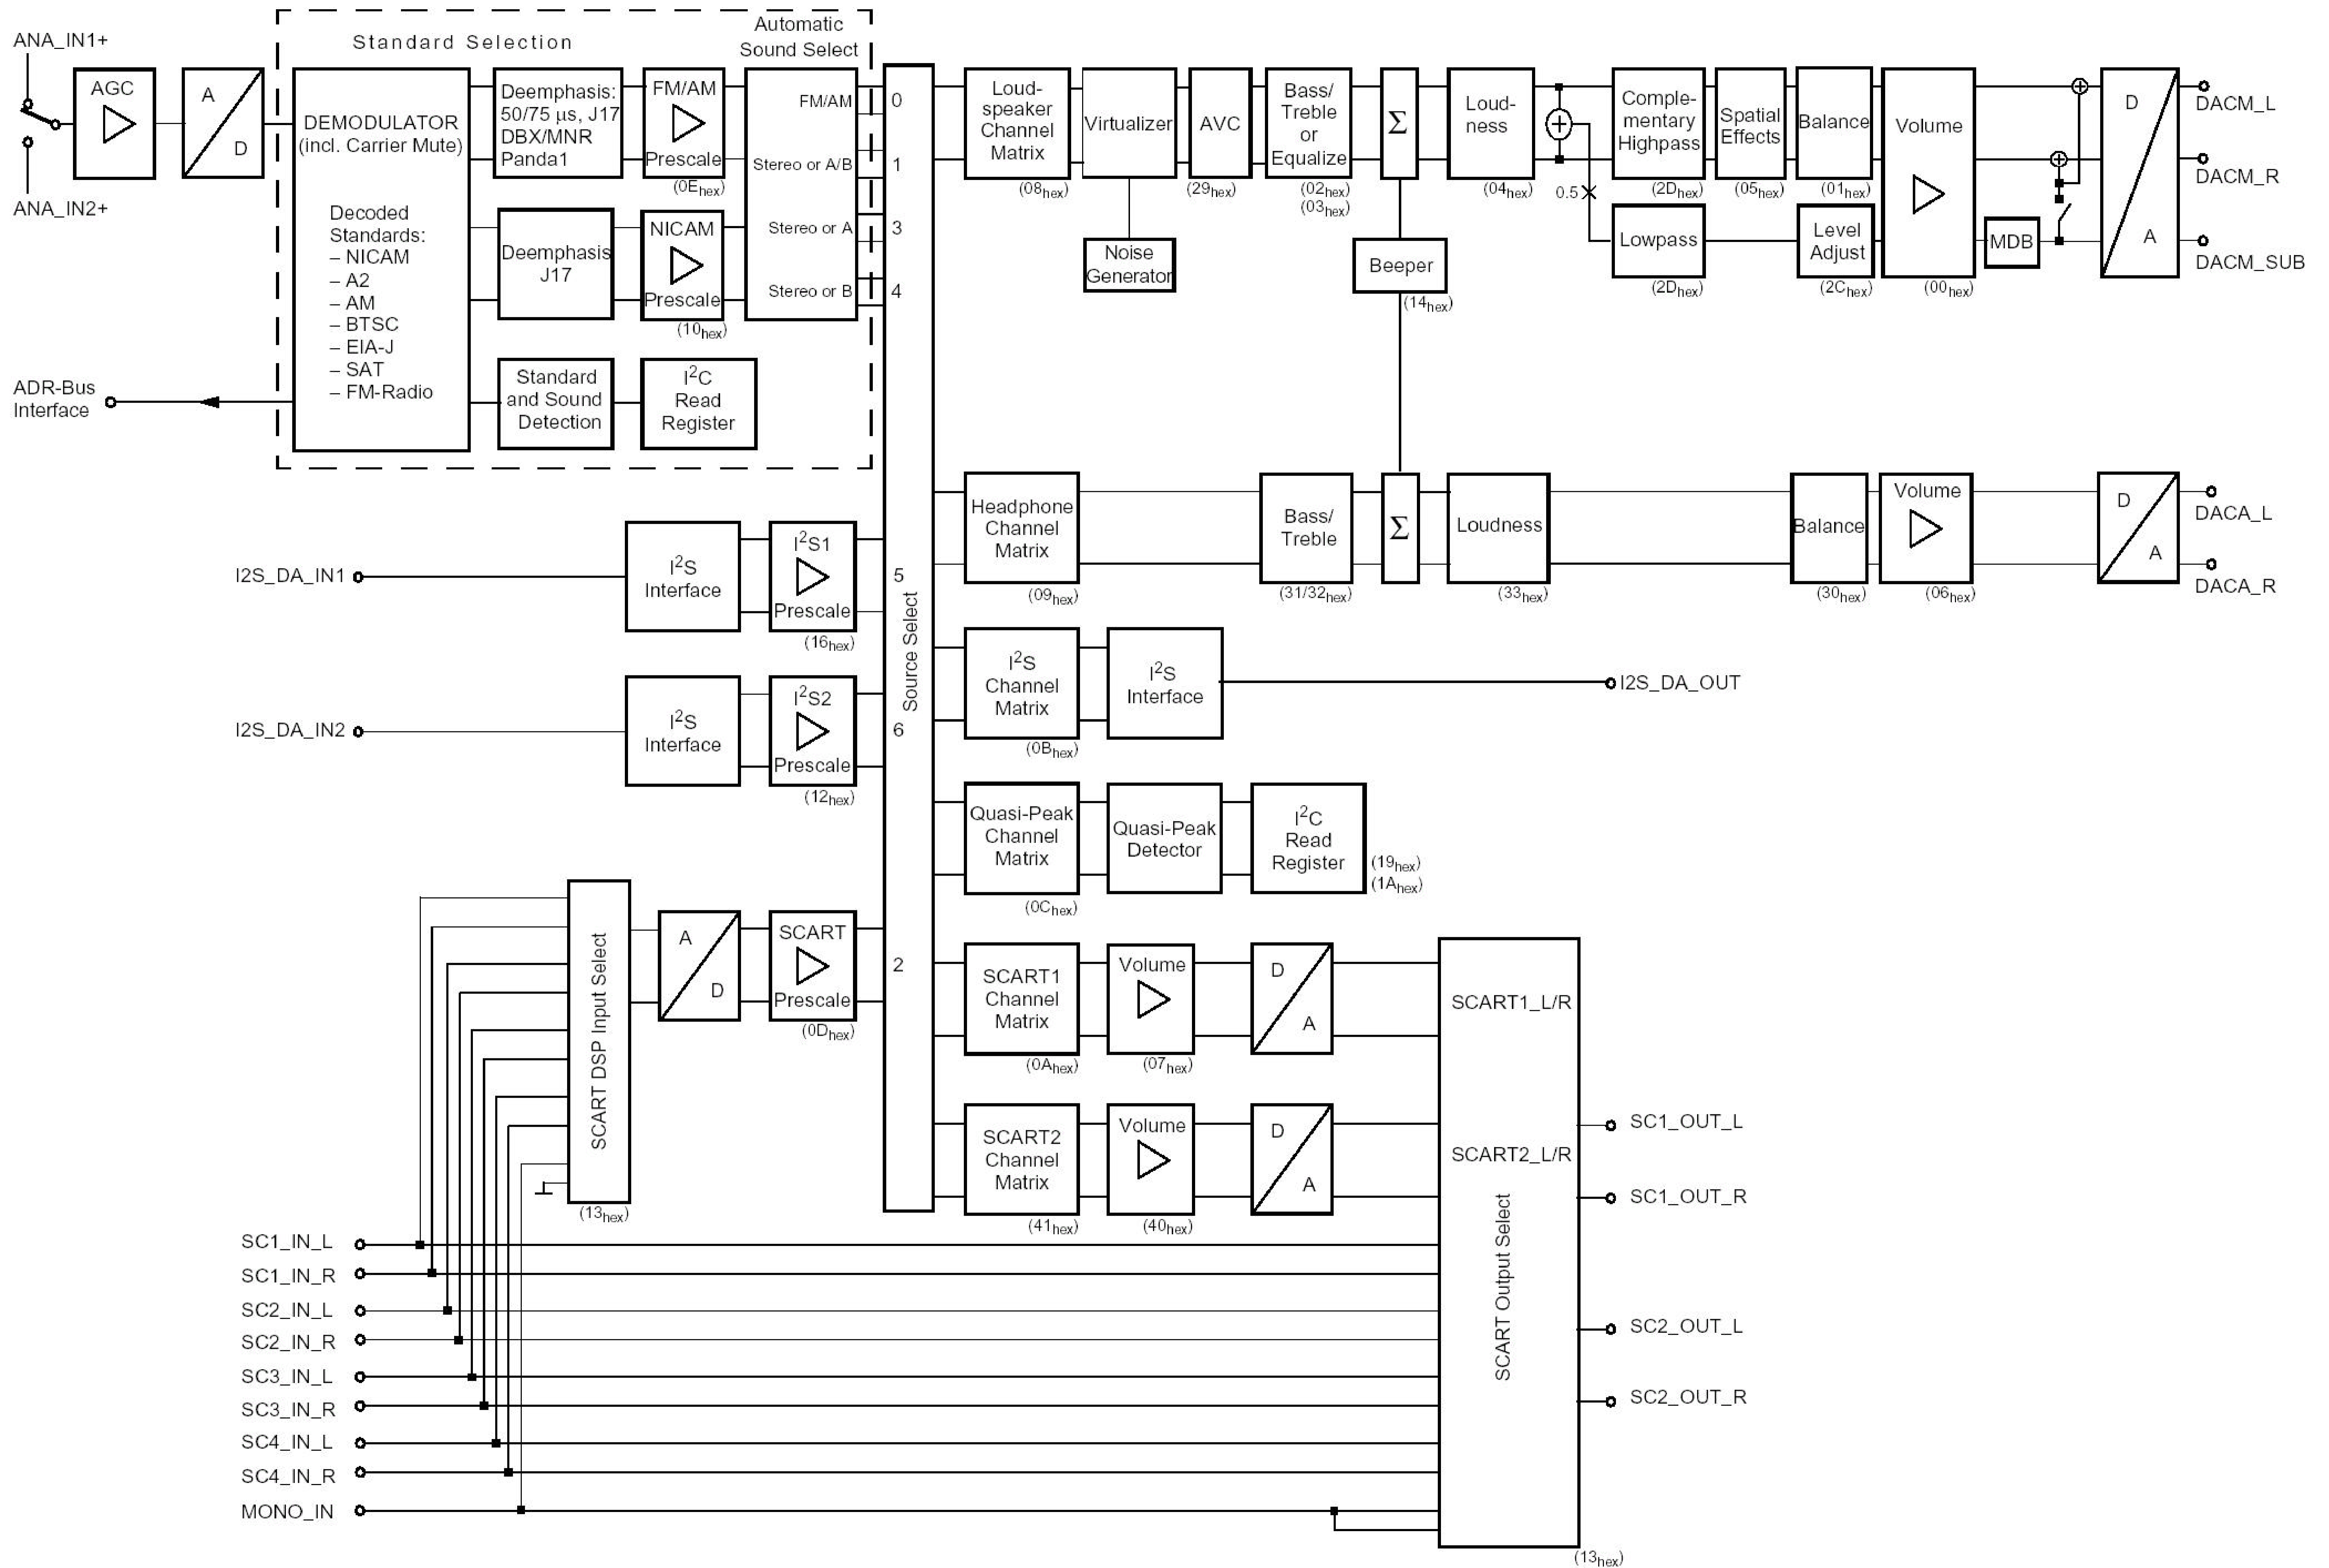 Automatic
Sound Select
Standard Selection
ANA_IN1+
ANA_IN2+
AGC
A
D
DEMODULATOR
(incl. Carrier Mute)
Decoded
Standards:
– NICAM
– A2
– AM
– BTSC
– EIA-J
– SAT
– FM-Radio
ADR-Bus
Interface
Deemphasis:
50/75 µs, J17
DBX/MNR
Panda1
FM/AM
Prescale
(0Ehex)
Deemphasis
J17
NICAM
Prescale
(10hex)
Standard
and Sound
Detection
I2C
Read
Register
FM/AM
Stereo or A/B
Stereo or A
Stereo or B
0
1
3
4
5
6
2
Source Select
Loud-
speaker
Channel
Matrix
(08hex)
Virtualizer
Noise
Generator
AVC
(29hex)
Bass/
Treble
or
Equalize
(02hex)
(03hex)
Σ
Beeper
(14hex)
Loud-
ness
(04hex)
0.5
Comple-
mentary
Highpass
(2Dhex)
Spatial
Effects
(05hex)
Balance
(01hex)
Lowpass
(2Dhex)
Level
Adjust
(2Chex)
Volume
(00hex)
MDB
D
A
DACM_L
DACM_R
DACM_SUB
Headphone
Channel
Matrix
(09hex)
Bass/
Treble
(31/32hex)
Σ
Loudness
(33hex)
Balance
(30hex)
Volume
(06hex)
D
A
DACA_L
DACA_R
I2S_DA_IN1
I2S
Interface
I2S1
Prescale
(16hex)
I2S
Channel
Matrix
(0Bhex)
I2S
Interface
I2S_DA_OUT
I2S_DA_IN2
I2S
Interface
I2S2
Prescale
(12hex)
Quasi-Peak
Channel
Matrix
(0Chex)
Quasi-Peak
Detector
I2C
Read
Register
(19hex)
(1Ahex)
SCART DSP Input Select
(13hex)
A
D
SCART
Prescale
(0Dhex)
SCART1
Channel
Matrix
(0Ahex)
Volume
(07hex)
D
A
SCART2
Channel
Matrix
(41hex)
Volume
(40hex)
D
A
SCART1_L/R
SCART2_L/R
SCART Output Select
(13hex)
SC1_OUT_L
SC1_OUT_R
SC2_OUT_L
SC2_OUT_R
SC1_IN_L
SC1_IN_R
SC2_IN_L
SC2_IN_R
SC3_IN_L
SC3_IN_R
SC4_IN_L
SC4_IN_R
MONO_IN